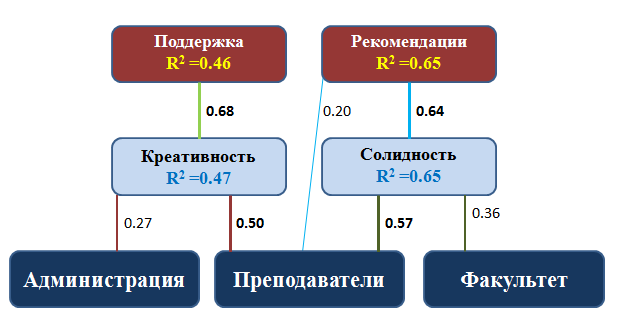 Поддержка
R² =0.46
Рекомендации
R² =0.65
0.68
0.20
0.64
Креативность
R² =0.47
Солидность
R² =0.65
0.27
0.50
0.57
0.36
Администрация
Преподаватели
Факультет